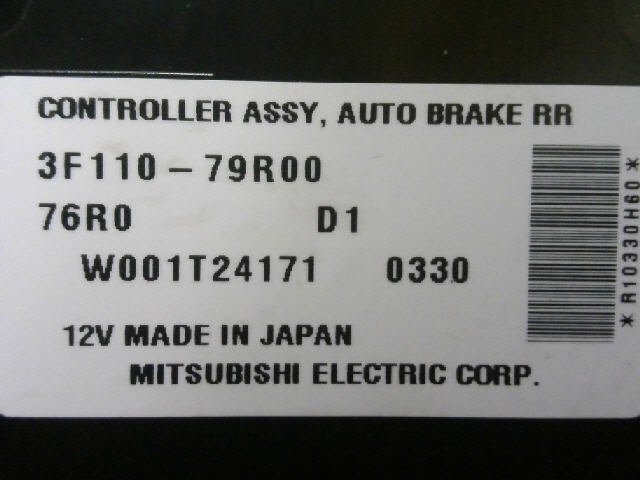 CONTROLLER ASSY, AUTO BRAKE RR
3F110-79R00
76R0 D1
W001T24171 0330
12V MADE IN JAPAN
MITSUBISHI ELECTRIC CORP.
*R10330H60*